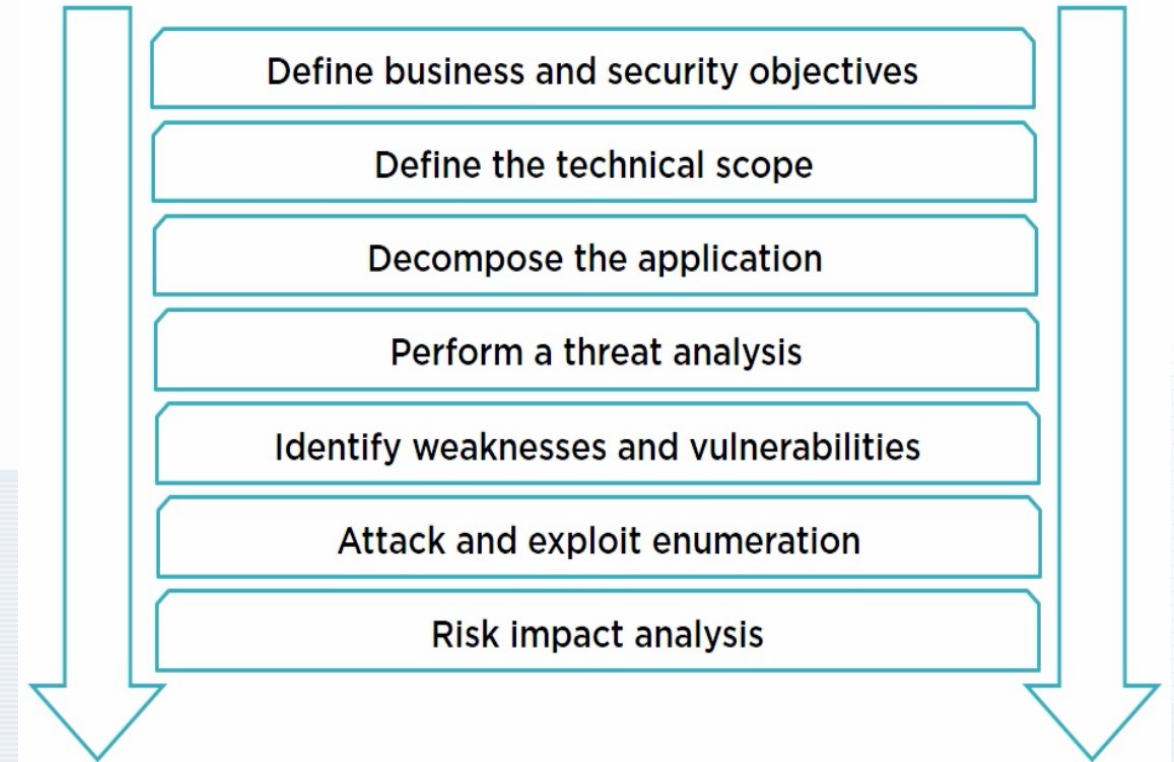 Define business and security objectives
Define the technical scope
Decompose the application
Perform a threat analysis
Identify weaknesses and vulnerabilities
Attack and exploit enumeration
Risk impact analysis